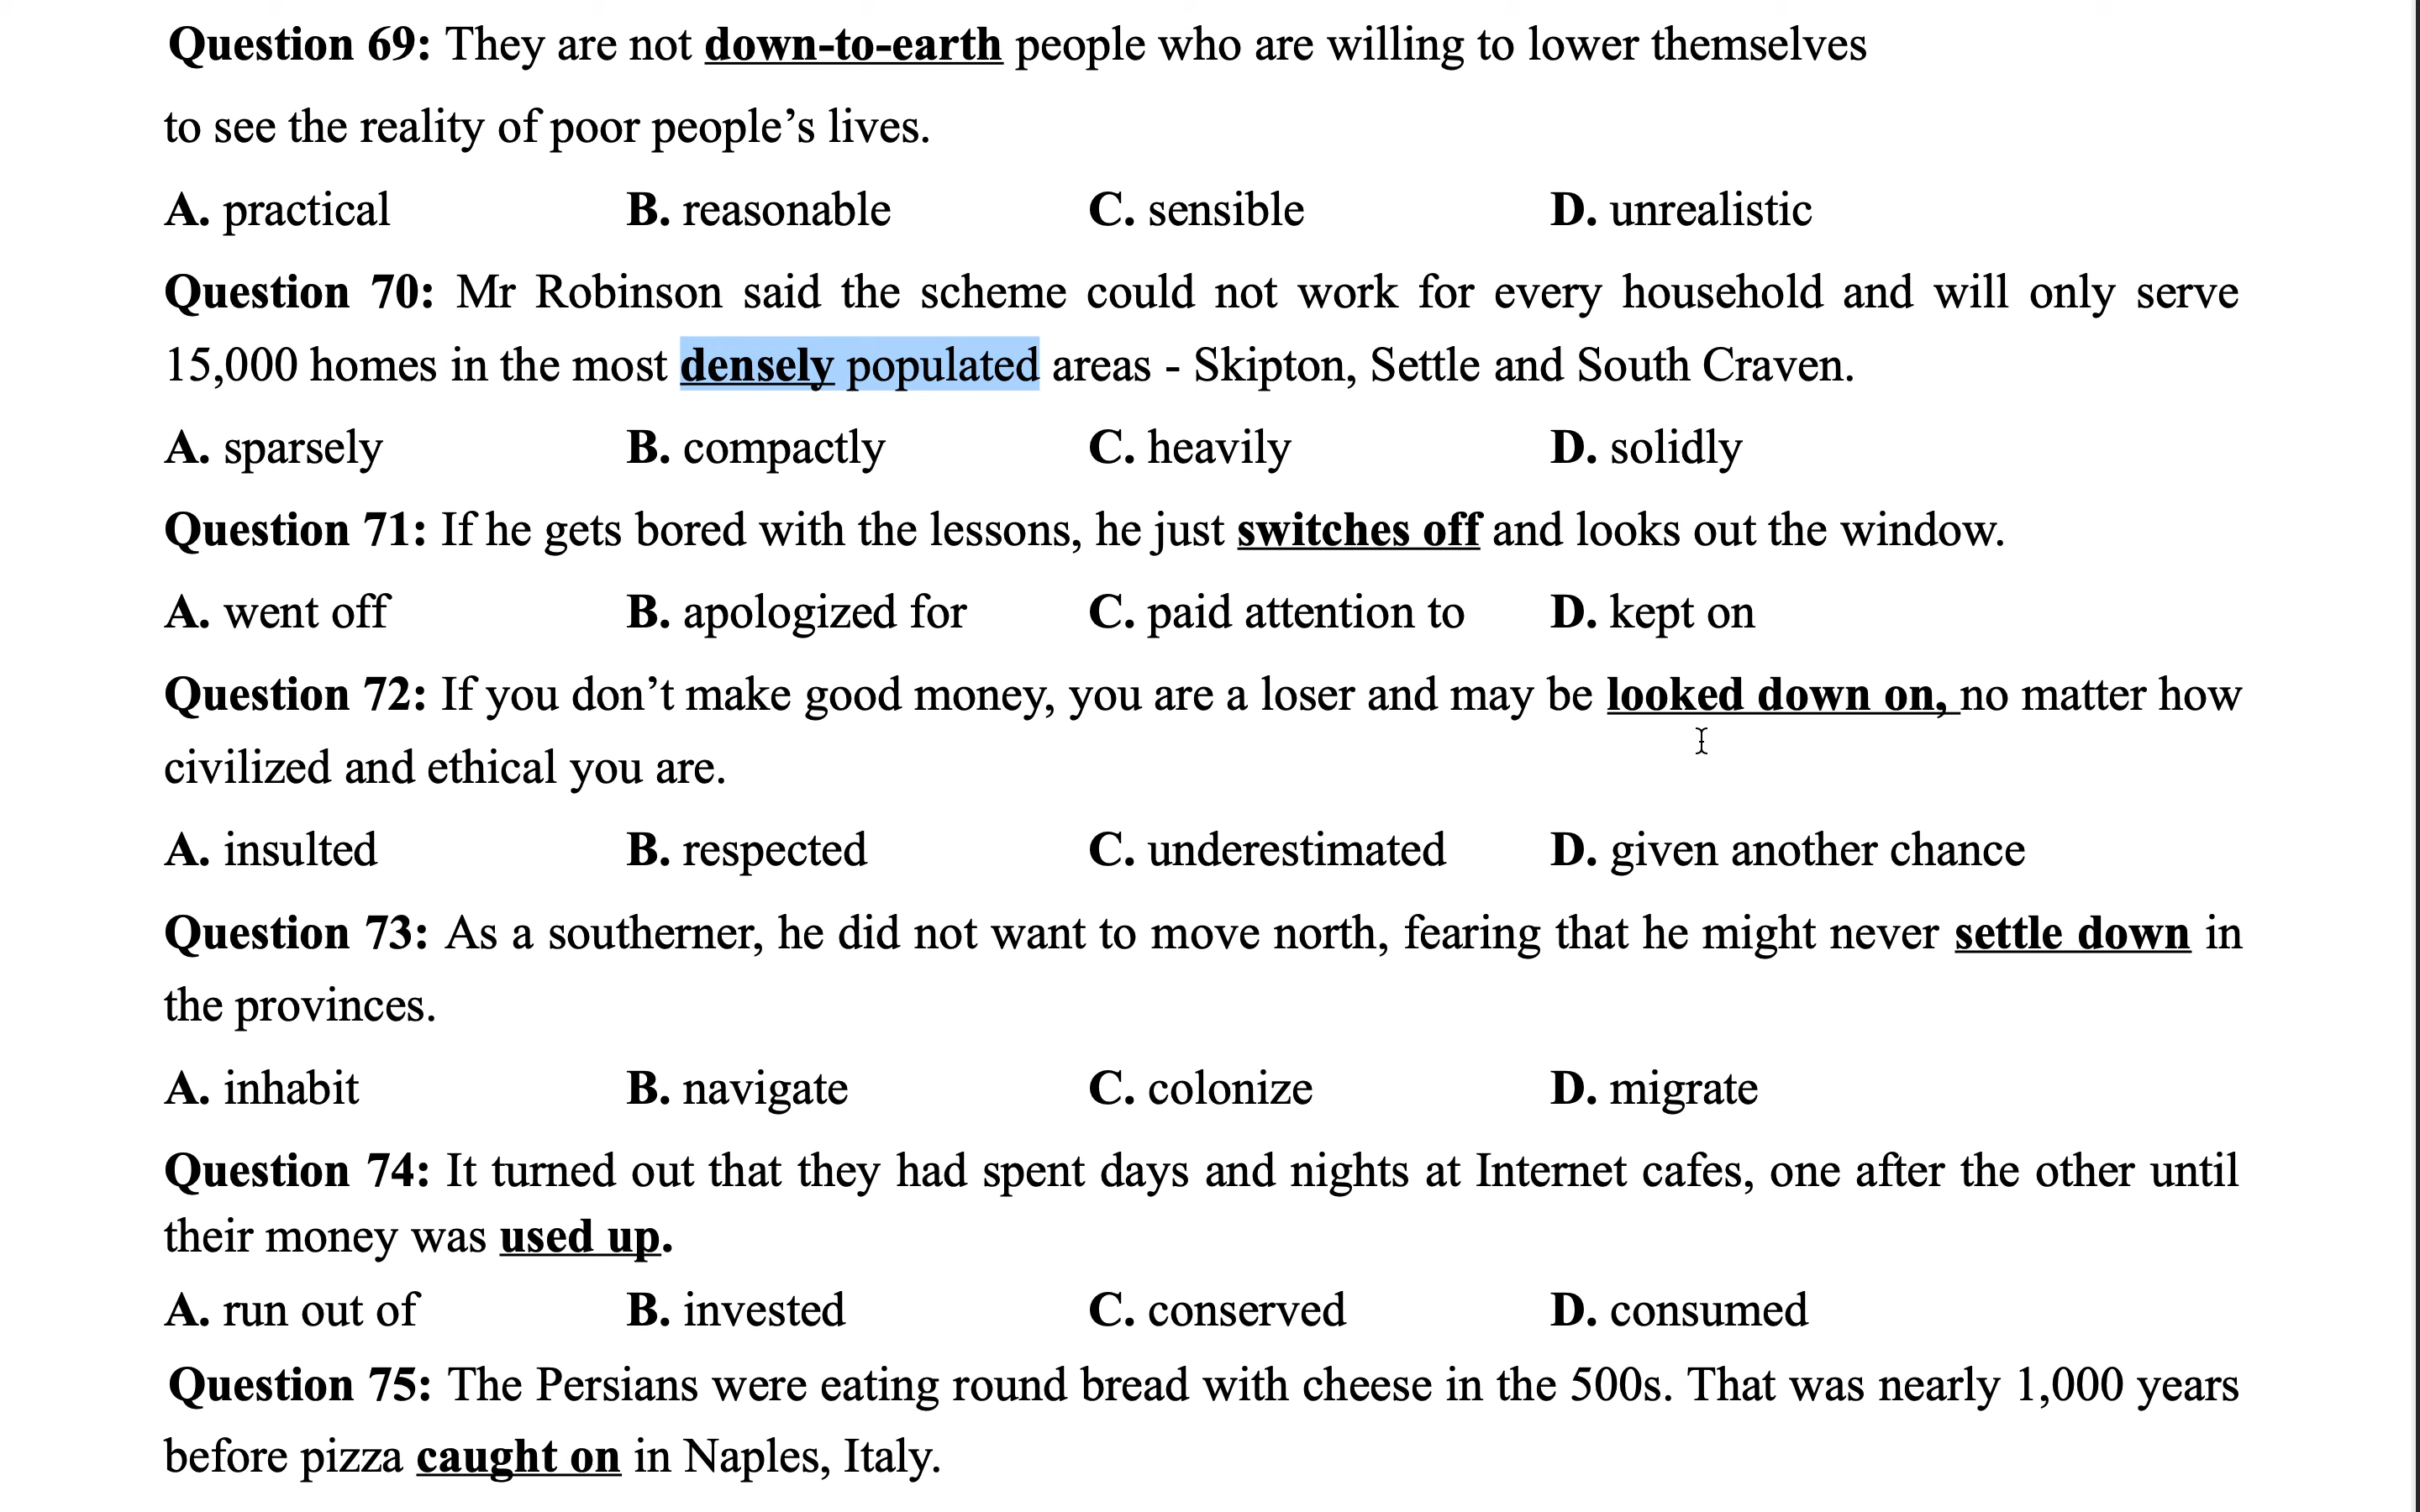 Question 69: They are not down-to-earth people who are willing to lower themselves
to see the reality of poor people’s lives.
A. practical B. reasonable C. sensible D. unrealistic
Question 70: Mr Robinson said the scheme could not work for every household and will only serve
15,000 homes in the most densely populated areas - Skipton, Settle and South Craven.
A. sparsely B. compactly C. heavily D. solidly
Question 71: If he gets bored with the lessons, he just switches off and looks out the window.
A. went off B. apologized for C. paid attention to D. kept on
Question 72: If you don’t make good money, you are a loser and may be looked down on, no matter how
civilized and ethical you are.
A. insulted B. respected C. underestimated D. given another chance
Question 73: As a southerner, he did not want to move north, fearing that he might never settle down in
the provinces.
A. inhabit B. navigate C. colonize D. migrate
Question 74: It turned out that they had spent days and nights at Internet cafes, one after the other until
their money was used up.
A. run out of B. invested C. conserved D. consumed
Question 75: The Persians were eating round bread with cheese in the 500s. That was nearly 1,000 years
before pizza caught on in Naples, Italy.